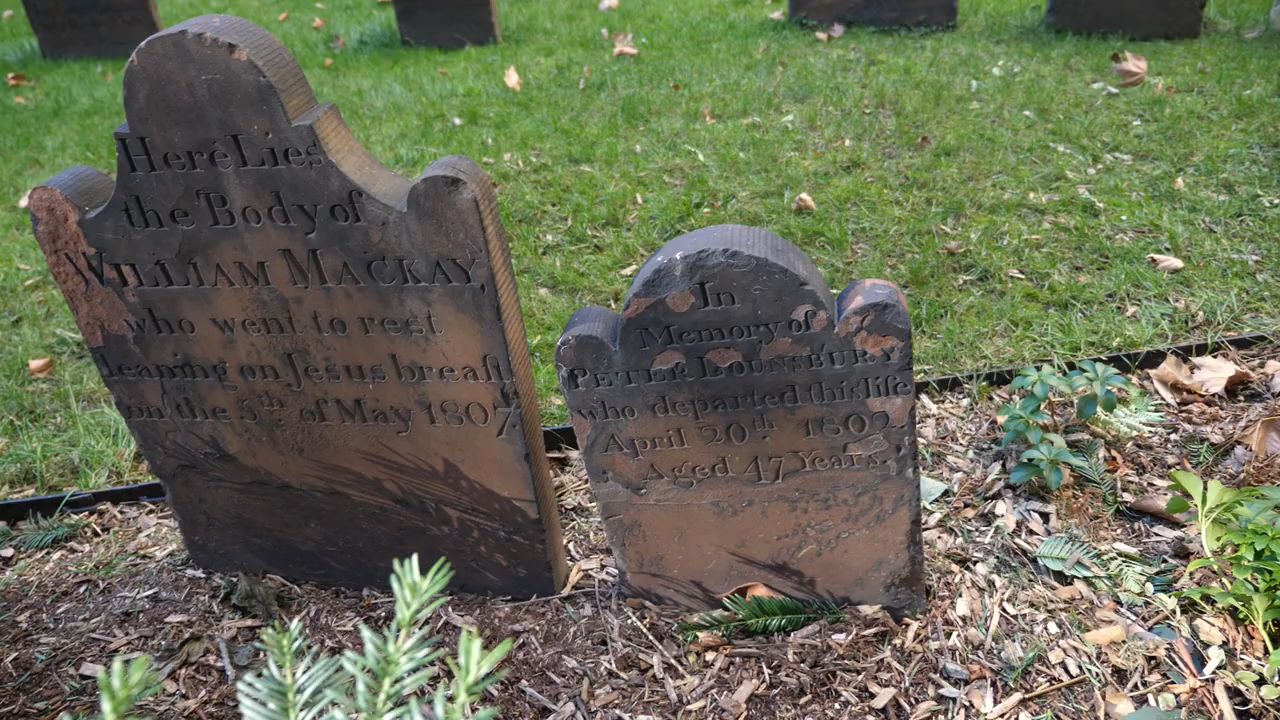 Here Lies
the Body of
WILLIAM MACKAY,
who went to rest
leaning on Jesus breast
on the 5th of May 1807.
In
Memory of
PETER LOUNSBURY
who departed this life
April 20th 1802
Aged 47 Years